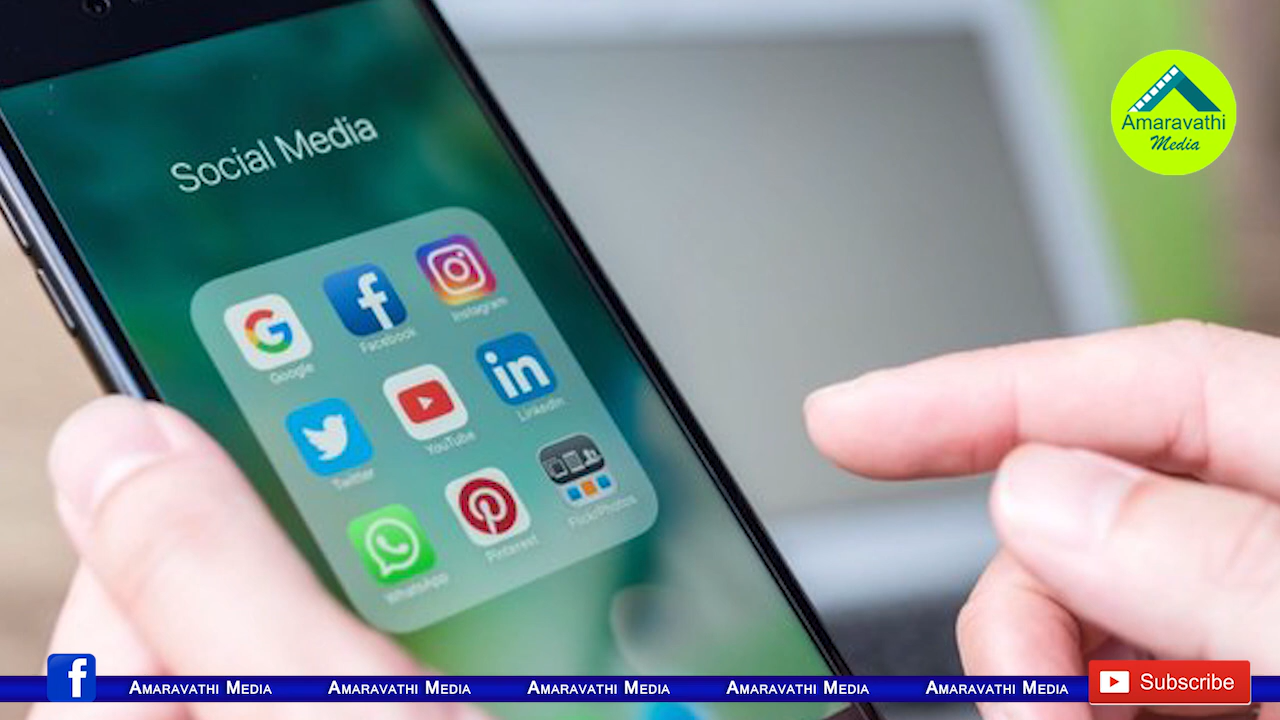 Social Media
Google
Facebook
Instagram
Twitter
YouTube
LinkedIn
WhatsApp
Pinterest
FlickrPhotos
Amaravathi
Media
Amaravathi Media Amaravathi Media Amaravathi Media Amaravathi Media Amaravathi Media
Subscribe